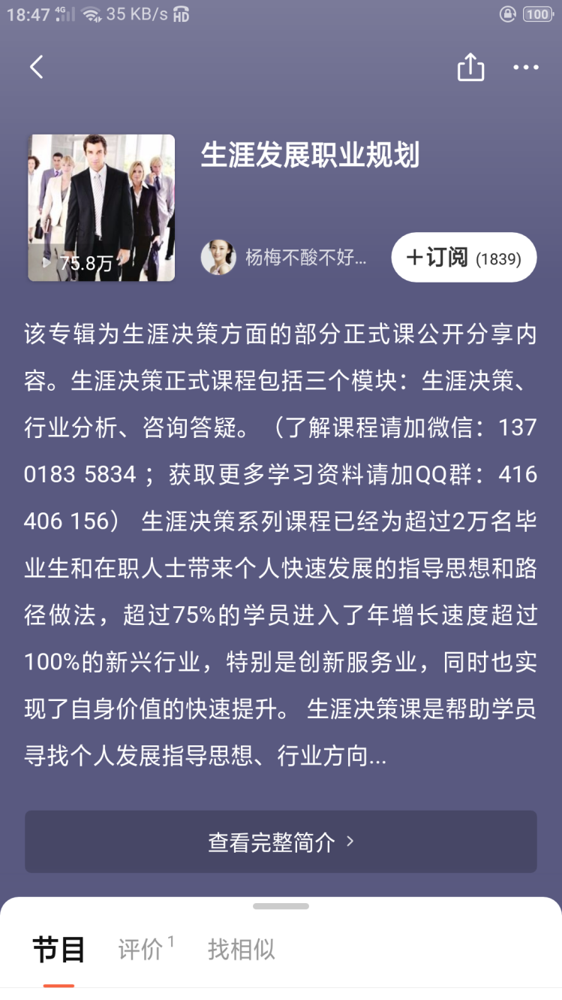 18:47 4G 35 KB/s HD 100
生涯发展职业规划
75.8万
杨梅不酸不好...
+订阅 (1839)
该专辑为生涯决策方面的部分正式课公开分享内
容。生涯决策正式课程包括三个模块：生涯决策、
行业分析、咨询答疑。（了解课程请加微信：137
0183 5834 ；获取更多学习资料请加QQ群：416
406 156） 生涯决策系列课程已经为超过2万名毕
业生和在职人士带来个人快速发展的指导思想和路
径做法，超过75%的学员进入了年增长速度超过
100%的新兴行业，特别是创新服务业，同时也实
现了自身价值的快速提升。 生涯决策课是帮助学员
寻找个人发展指导思想、行业方向...
查看完整简介 >
节目 评价 1 找相似